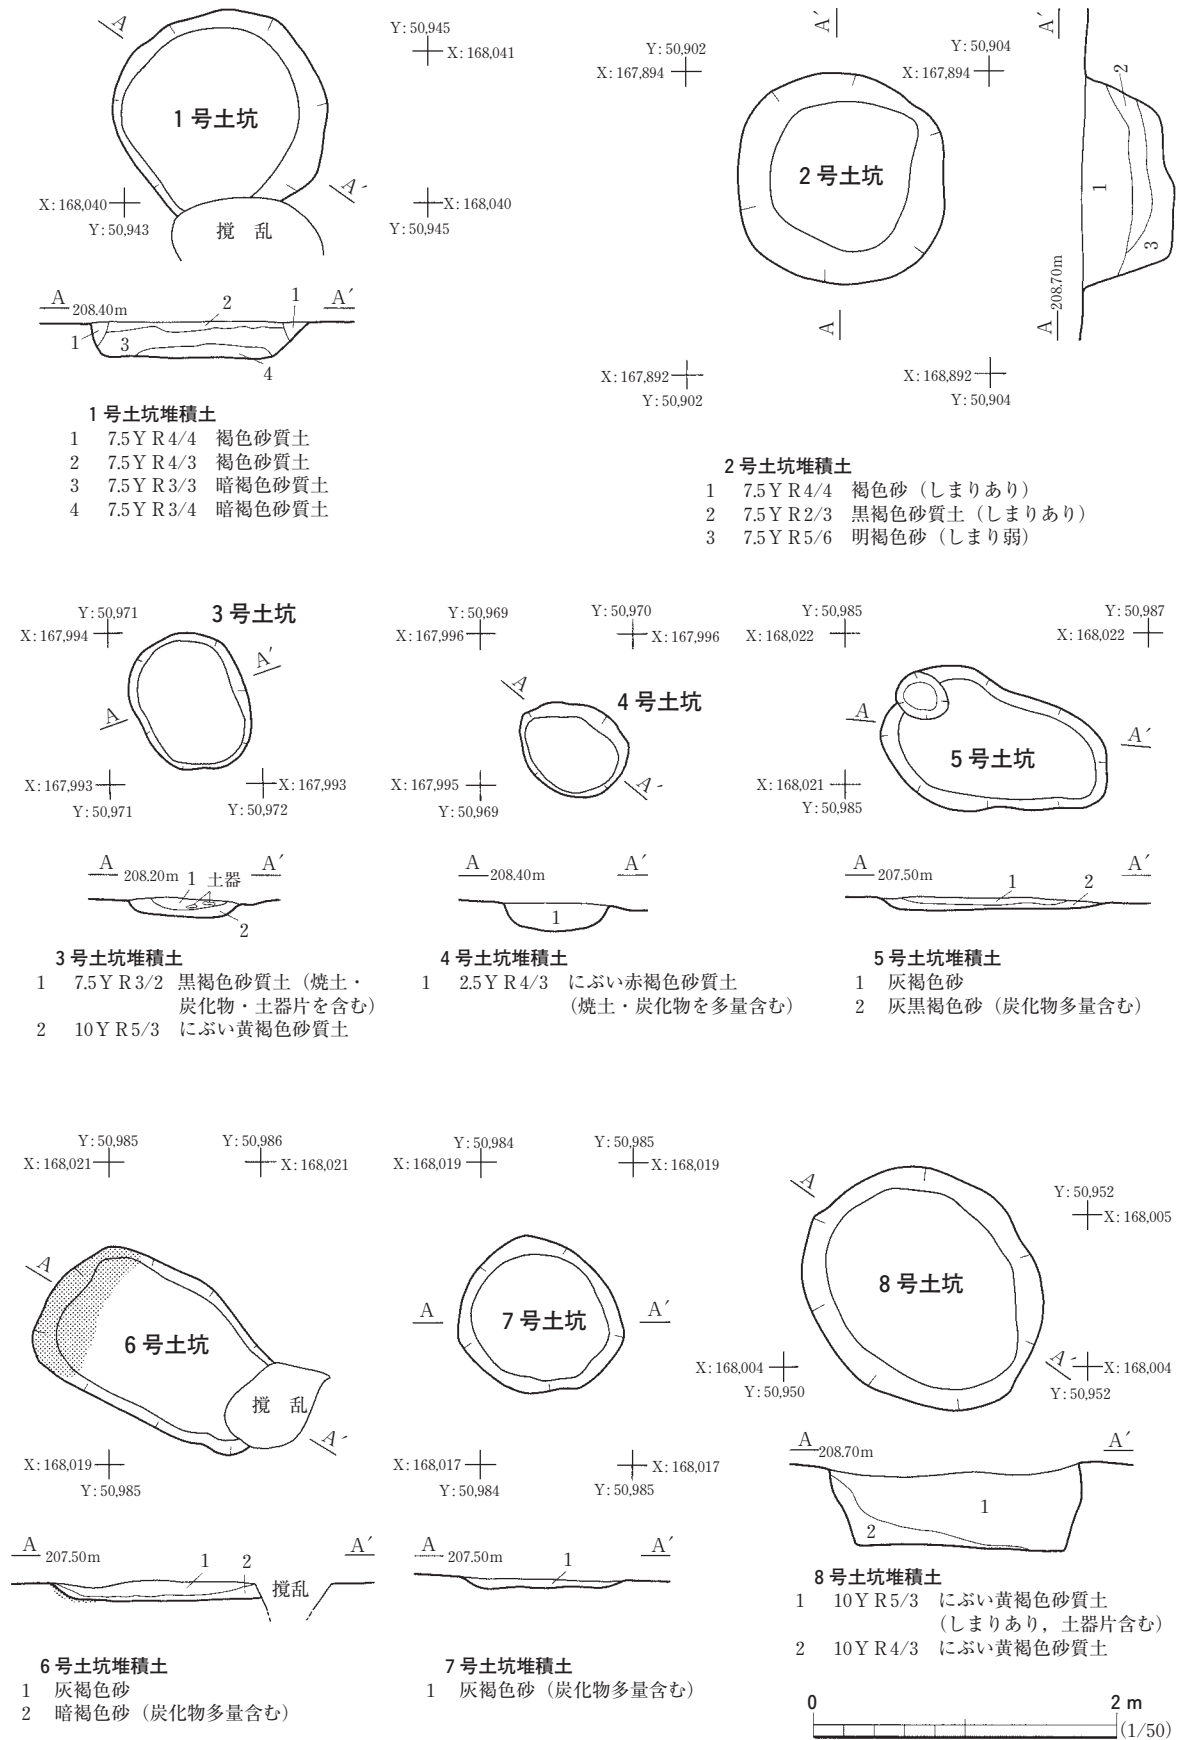 A
1号土坑
A′
Y: 50,945
X: 168,041
X: 168,040
Y: 50,943
X: 168,040
Y: 50,945
撹　乱
A 208.40m A′
1
2
1
3
4
1号土坑堆積土
1　7.5ＹＲ4/4　褐色砂質土
2　7.5ＹＲ4/3　褐色砂質土
3　7.5ＹＲ3/3　暗褐色砂質土
4　7.5ＹＲ3/4　暗褐色砂質土
A′
Y: 50,902
X: 167,894
Y: 50,904
X: 167,894
2号土坑
A
X: 167,892
Y: 50,902
X: 168,892
Y: 50,904
A′
2
1
3
A 208.70m
2号土坑堆積土
1　7.5ＹＲ4/4　褐色砂（しまりあり）
2　7.5ＹＲ2/3　黒褐色砂質土（しまりあり）
3　7.5ＹＲ5/6　明褐色砂（しまり弱）
Y: 50,971
X: 167,994
3号土坑
A′
A
X: 167,993
Y: 50,971
X: 167,993
Y: 50,972
A 208.20m A′
1 土器
2
3号土坑堆積土
1　7.5ＹＲ3/2　黒褐色砂質土（焼土・
炭化物・土器片を含む）
2　10ＹＲ5/3　にぶい黄褐色砂質土
Y: 50,969
X: 167,996
Y: 50,970
X: 167,996
A
4号土坑
A′
X: 167,995
Y: 50,969
A 208.40m A′
1
4号土坑堆積土
1　2.5ＹＲ4/3　にぶい赤褐色砂質土
（焼土・炭化物を多量含む）
Y: 50,985
X: 168,022
Y: 50,987
X: 168,022
A
5号土坑
A′
X: 168,021
Y: 50,985
A 207.50m A′
1
2
5号土坑堆積土
1　灰褐色砂
2　灰黒褐色砂（炭化物多量含む）
Y: 50,985
X: 168,021
Y: 50,986
X: 168,021
A
6号土坑
撹　乱
A′
X: 168,019
Y: 50,985
A 207.50m A′
1
2
撹乱
6号土坑堆積土
1　灰褐色砂
2　暗褐色砂（炭化物多量含む）
Y: 50,984
X: 168,019
Y: 50,985
X: 168,019
A
7号土坑
A′
X: 168,017
Y: 50,984
X: 168,017
Y: 50,985
A 207.50m A′
1
7号土坑堆積土
1　灰褐色砂（炭化物多量含む）
A
8号土坑
Y: 50,952
X: 168,005
X: 168,004
Y: 50,950
A′
X: 168,004
Y: 50,952
A 208.70m A′
1
2
8号土坑堆積土
1　10ＹＲ5/3　にぶい黄褐色砂質土
（しまりあり，土器片含む）
2　10ＹＲ4/3　にぶい黄褐色砂質土
0 2 m
(1/50)